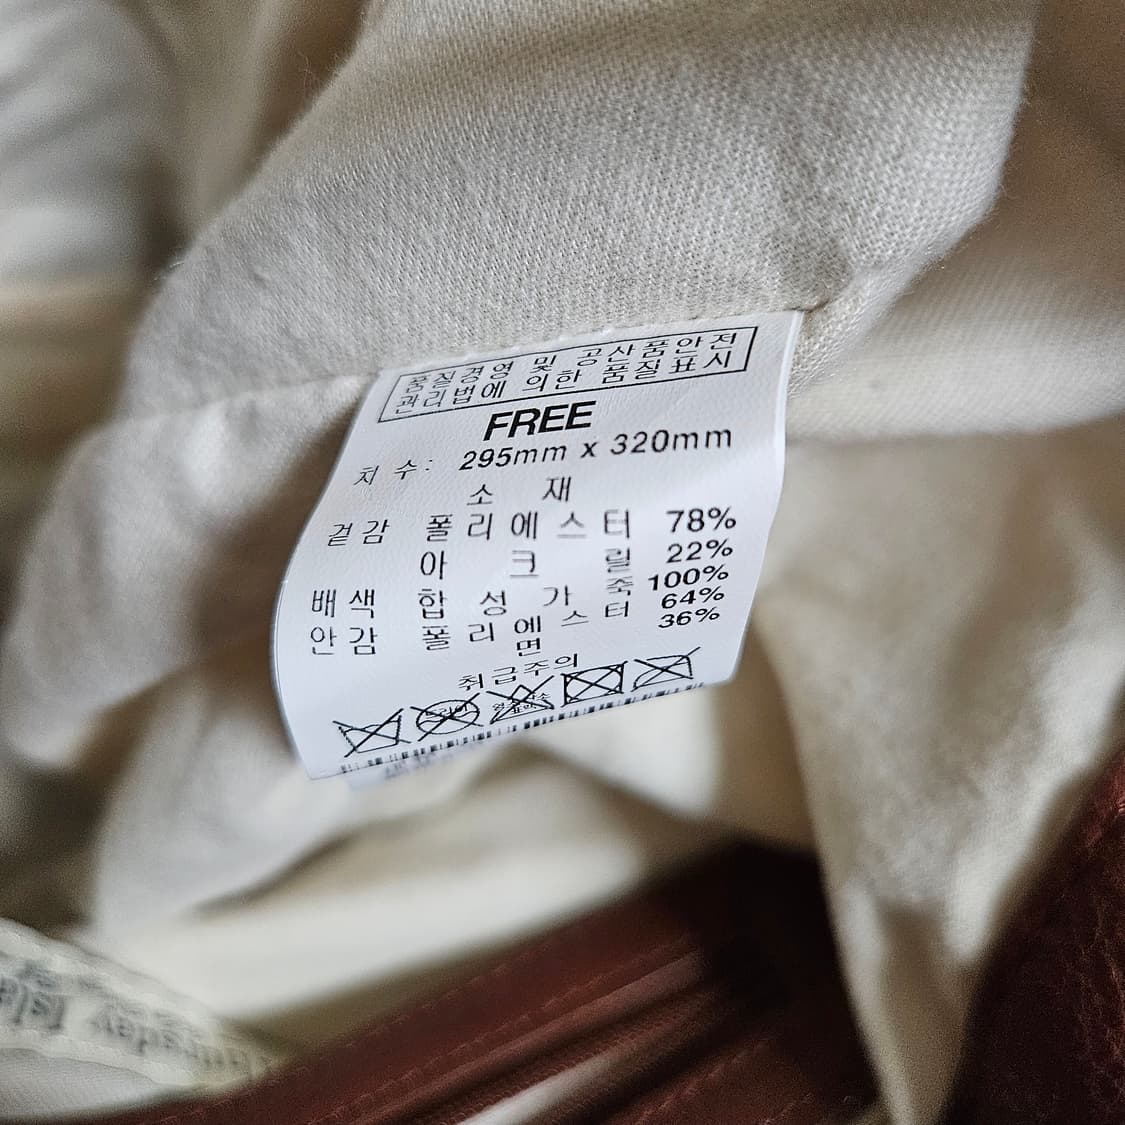 품질경영 및 공산품안전
관리법에 의한 품질표시
FREE
치 수 : 295mm x 320mm
소 재
겉감 폴리에스터 78%
아 크 릴 22%
배색 합 성 가 죽 100%
안감 폴리에스터 64%
면 36%
취급주의